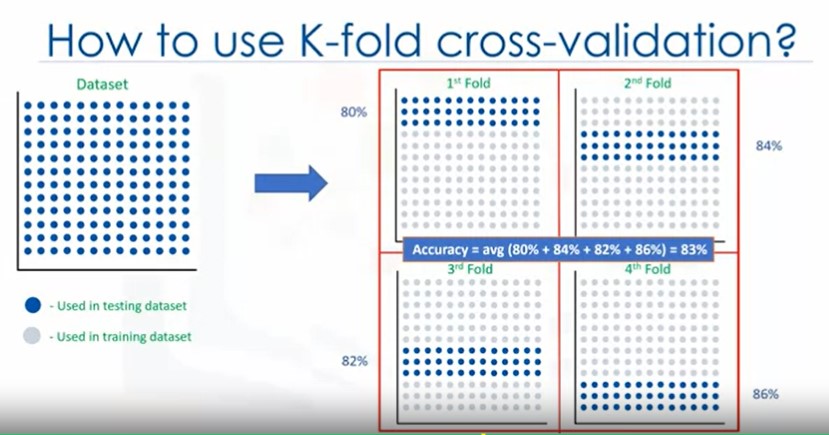 How to use K-fold cross-validation?
Dataset
1st Fold
2nd Fold
80%
84%
Accuracy = avg (80% + 84% + 82% + 86%) = 83%
3rd Fold
4th Fold
- Used in testing dataset
- Used in training dataset
82%
86%